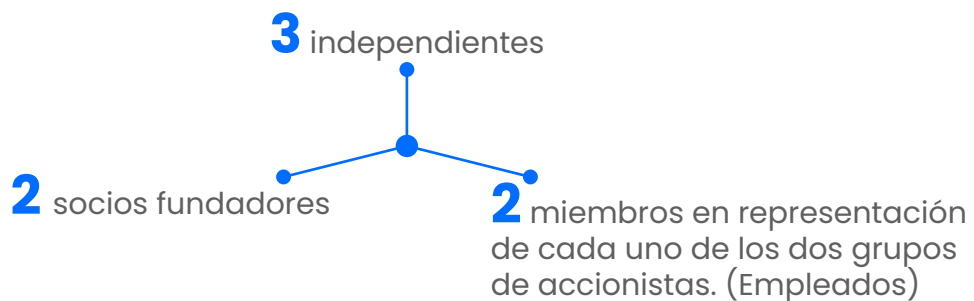 3 independientes
2 socios fundadores
2 miembros en representación
de cada uno de los dos grupos
de accionistas. (Empleados)